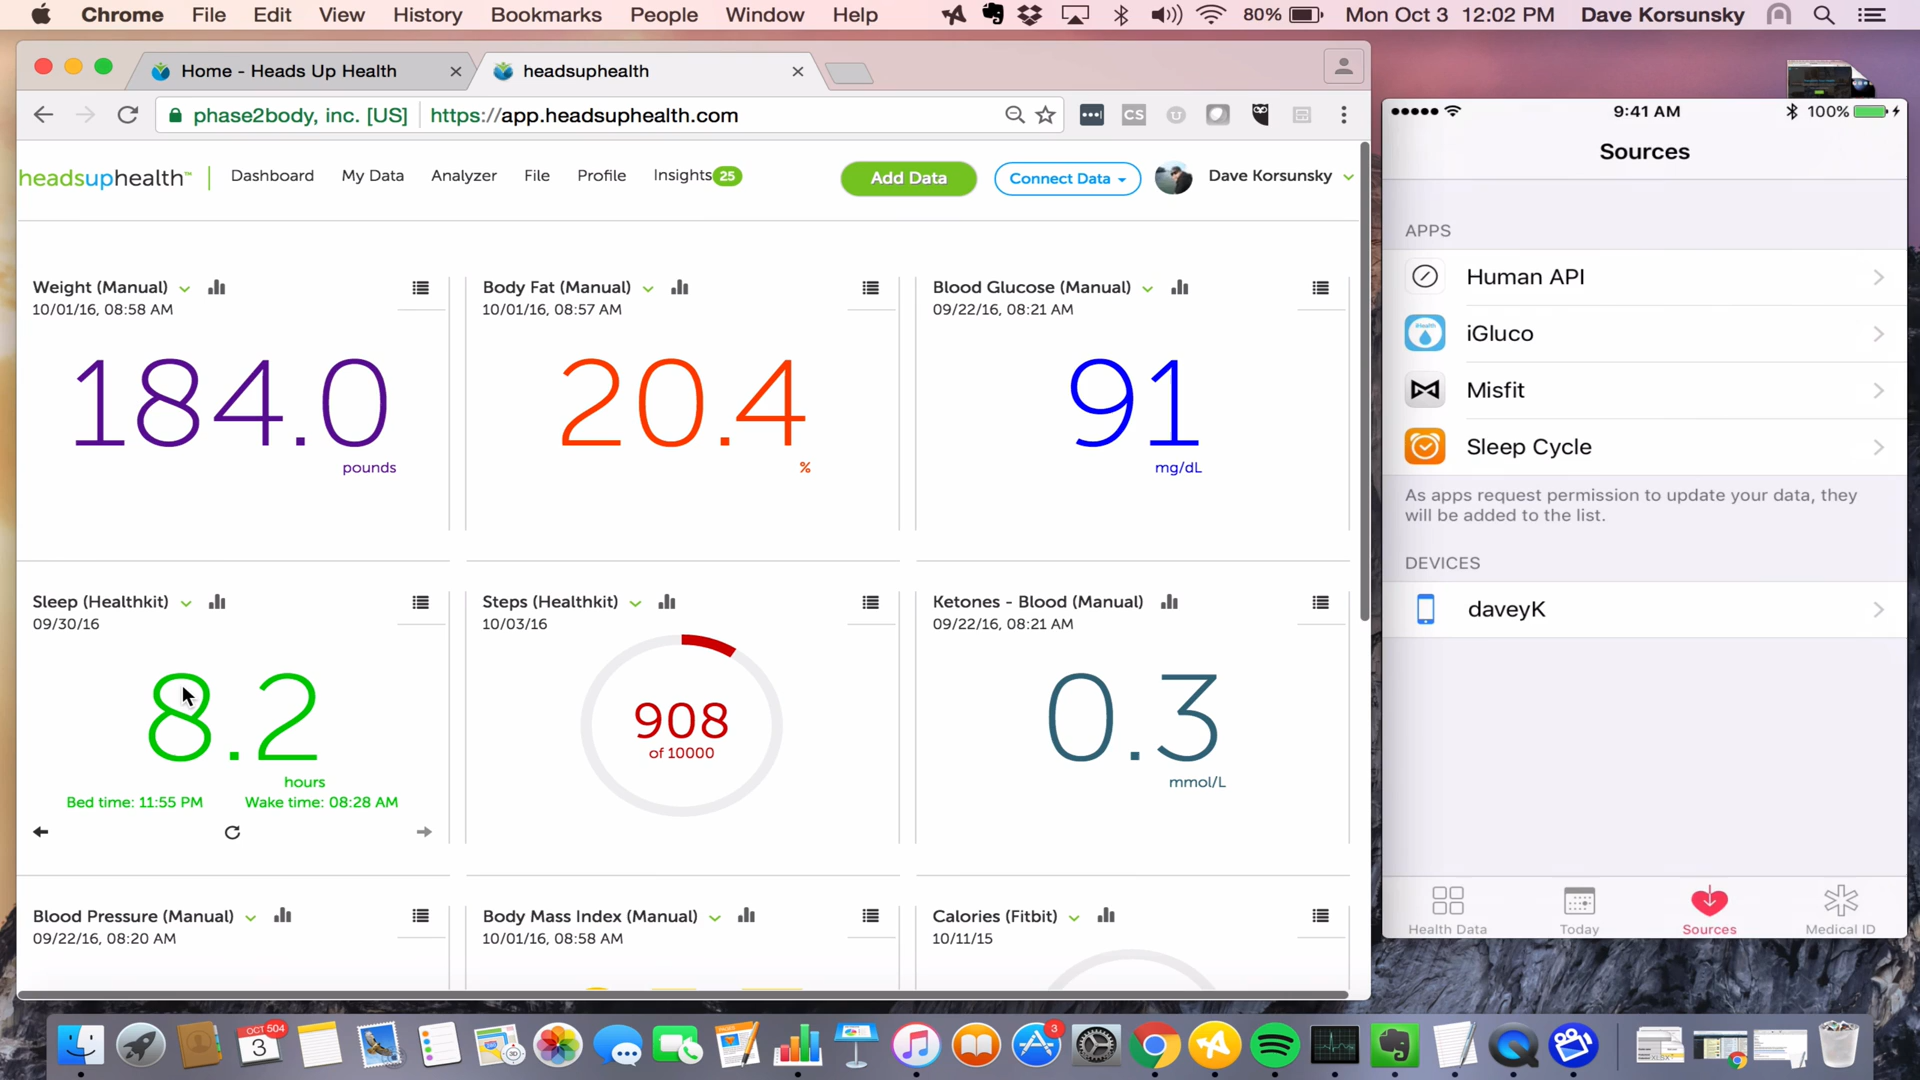 Chrome File Edit View History Bookmarks People Window Help 80% Mon Oct 3 12:02 PM Dave Korsunsky
Home - Heads Up Health
headsuphealth
phase2body, inc. [US] https://app.headsuphealth.com
CS
headsuphealth™
Dashboard My Data Analyzer File Profile Insights 25
Add Data
Connect Data
Dave Korsunsky
Weight (Manual)
10/01/16, 08:58 AM
184.0
pounds
Body Fat (Manual)
10/01/16, 08:57 AM
20.4
%
Blood Glucose (Manual)
09/22/16, 08:21 AM
91
mg/dL
Sleep (Healthkit)
09/30/16
8.2
hours
Bed time: 11:55 PM Wake time: 08:28 AM
Steps (Healthkit)
10/03/16
908
of 10000
Ketones - Blood (Manual)
09/22/16, 08:21 AM
0.3
mmol/L
Blood Pressure (Manual)
09/22/16, 08:20 AM
Body Mass Index (Manual)
10/01/16, 08:58 AM
Calories (Fitbit)
10/11/15
9:41 AM 100%
Sources
APPS
Human API
iGluco
Misfit
Sleep Cycle
As apps request permission to update your data, they
will be added to the list.
DEVICES
daveyK
Health Data Today Sources Medical ID
OCT 504
3
3